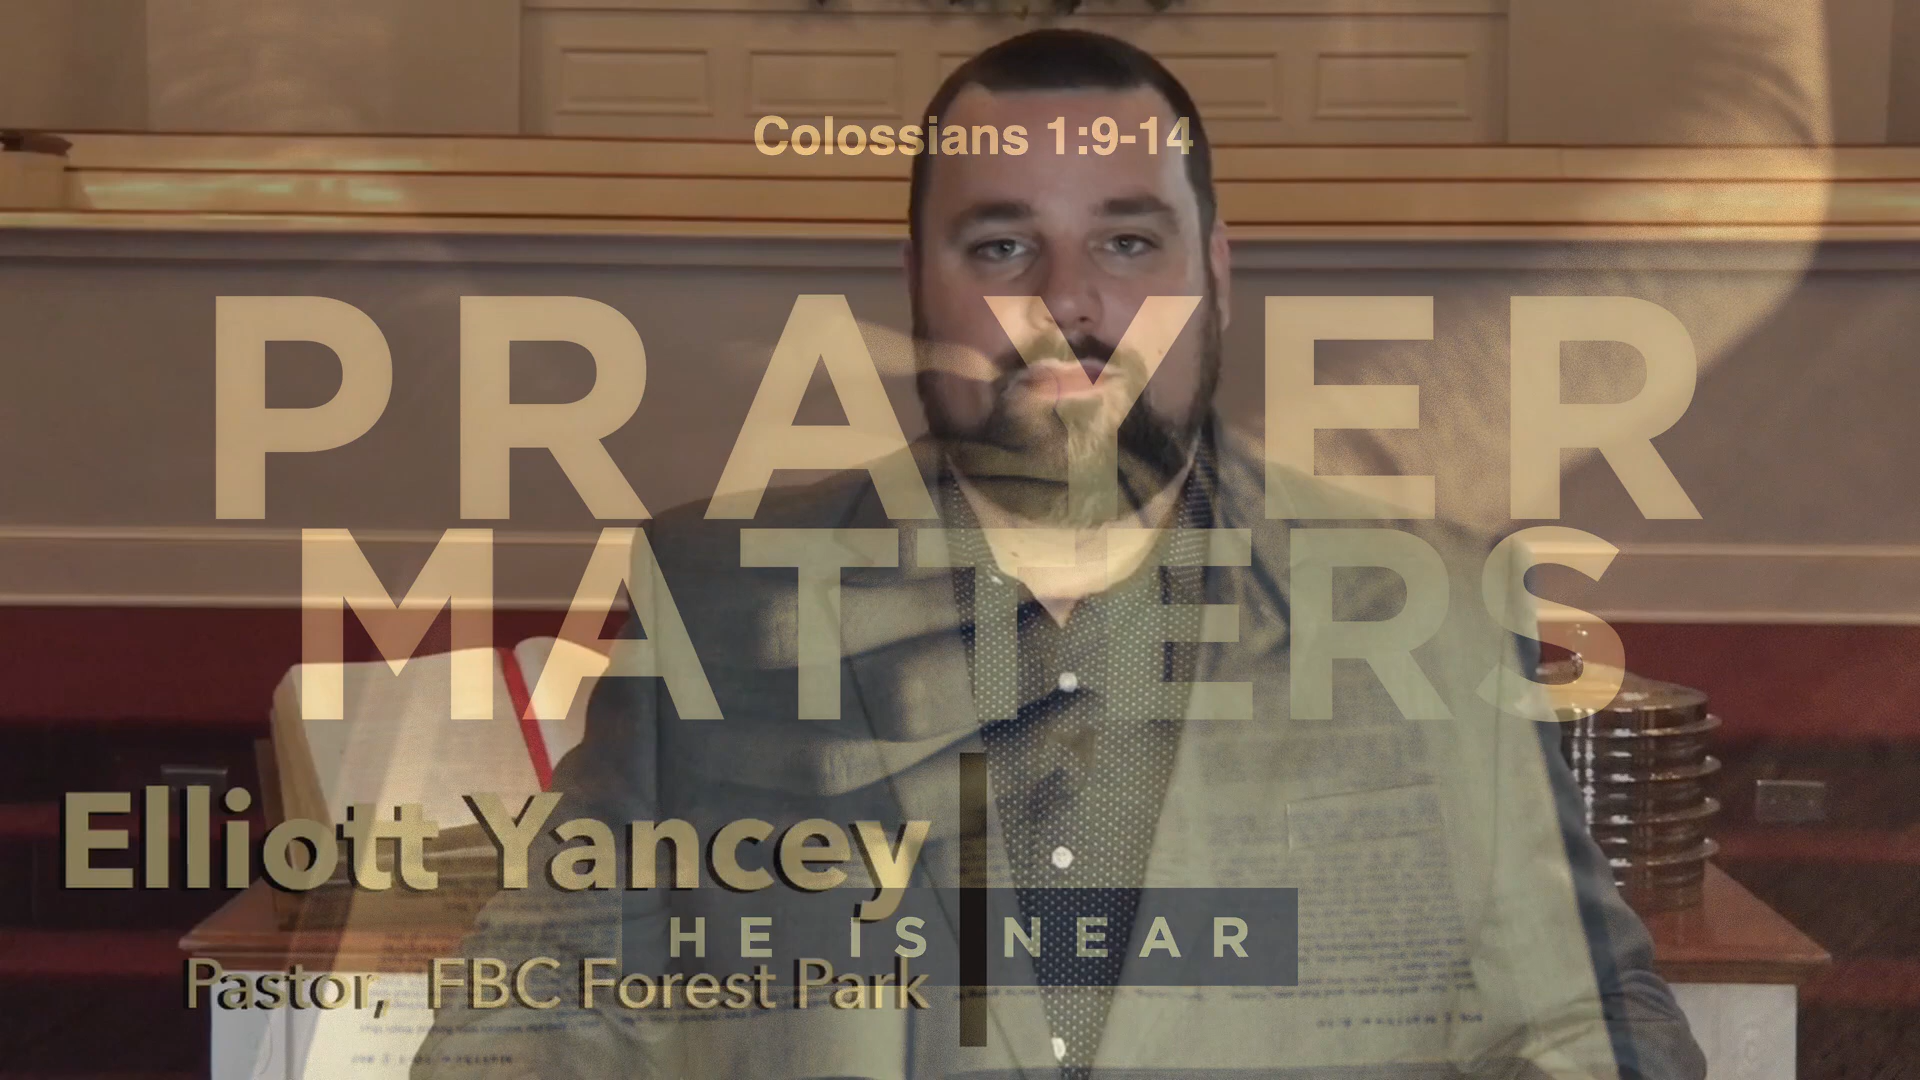 Colossians 1:9-14
PRAYER
MATTERS
Elliott Yancey
HE IS NEAR
Pastor, FBC Forest Park